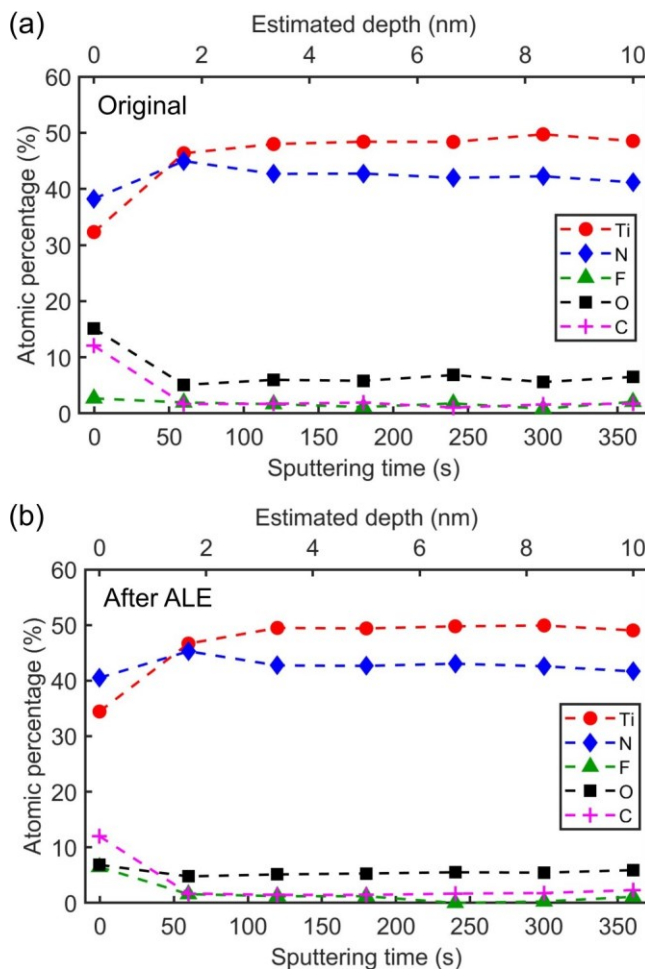 (a)
Estimated depth (nm)
0 2 4 6 8 10
Original
60
50
40
30
20
10
0
Atomic percentage (%)
Ti
N
F
O
C
0 50 100 150 200 250 300 350
Sputtering time (s)
(b)
Estimated depth (nm)
0 2 4 6 8 10
After ALE
60
50
40
30
20
10
0
Atomic percentage (%)
Ti
N
F
O
C
0 50 100 150 200 250 300 350
Sputtering time (s)